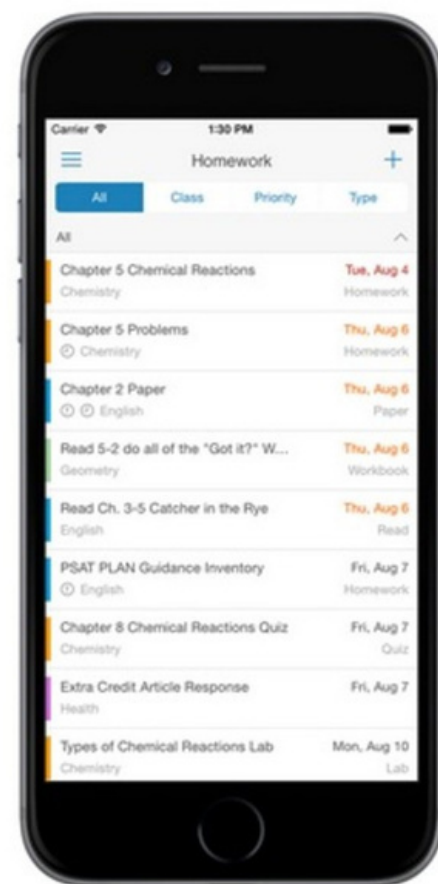 Carrier 1:30 PM
Homework
All Class Priority Type
All
Chapter 5 Chemical Reactions Tue, Aug 4
Chemistry Homework
Chapter 5 Problems Thu, Aug 6
Chemistry Homework
Chapter 2 Paper Thu, Aug 6
English Paper
Read 5-2 do all of the "Got it?" W... Thu, Aug 6
Geometry Workbook
Read Ch. 3-5 Catcher in the Rye Thu, Aug 6
English Read
PSAT PLAN Guidance Inventory Fri, Aug 7
English Homework
Chapter 8 Chemical Reactions Quiz Fri, Aug 7
Chemistry Quiz
Extra Credit Article Response Fri, Aug 7
Health
Types of Chemical Reactions Lab Mon, Aug 10
Chemistry Lab